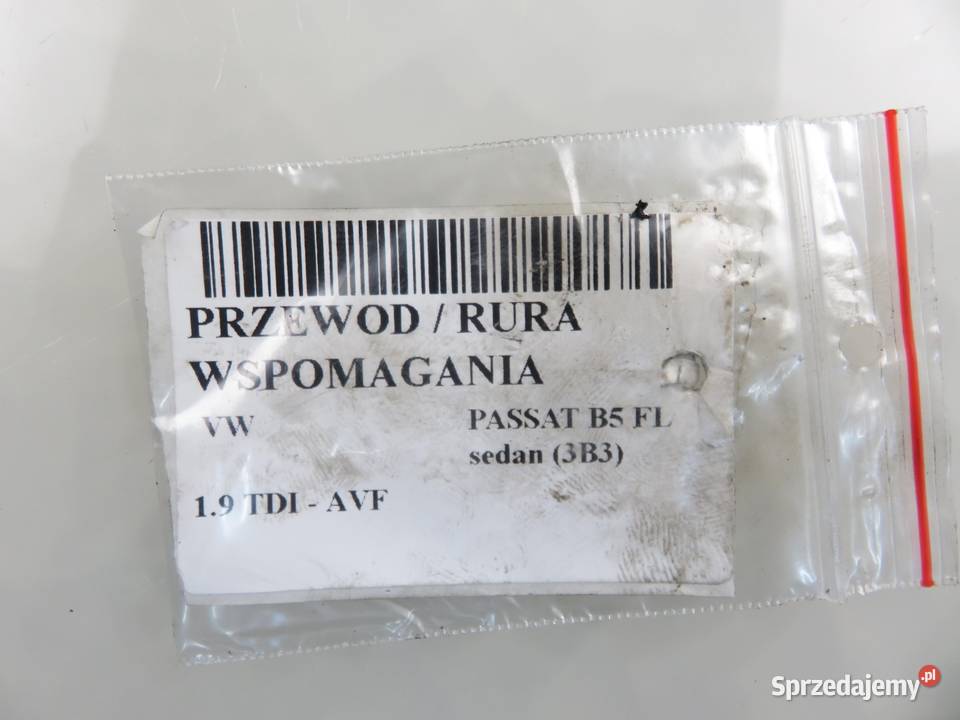 PRZEWOD / RURA
WSPOMAGANIA
VW PASSAT B5 FL
sedan (3B3)
1.9 TDI - AVF
Sprzedajemy.pl